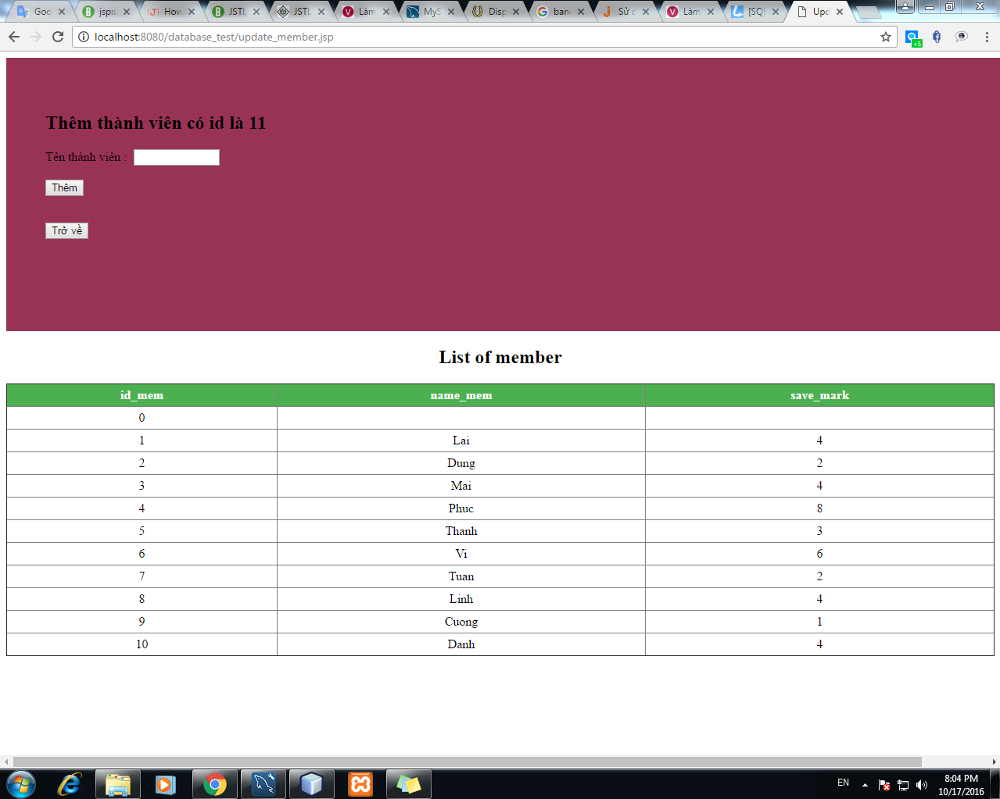 Goo
jsp:u
How
JSTL
JSTL
Làm
MyS
Disp
ban
Sử d
Làm
[SQ
Upd
localhost:8080/database_test/update_member.jsp
+5
Thêm thành viên có id là 11
Tên thành viên :
Thêm
Trở về
List of member
id_mem name_mem save_mark
0
1 Lai 4
2 Dung 2
3 Mai 4
4 Phuc 8
5 Thanh 3
6 Vi 6
7 Tuan 2
8 Linh 4
9 Cuong 1
10 Danh 4
EN
8:04 PM
10/17/2016